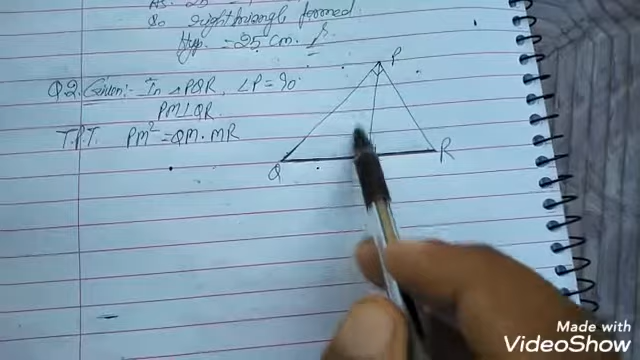 So right triangle formed.
Hyp. = 25 cm.
Q2. Given:- In △PQR, ∠P = 90°
PM⊥QR
T.P.T. PM² = QM · MR
P
Q
R
Made with
VideoShow